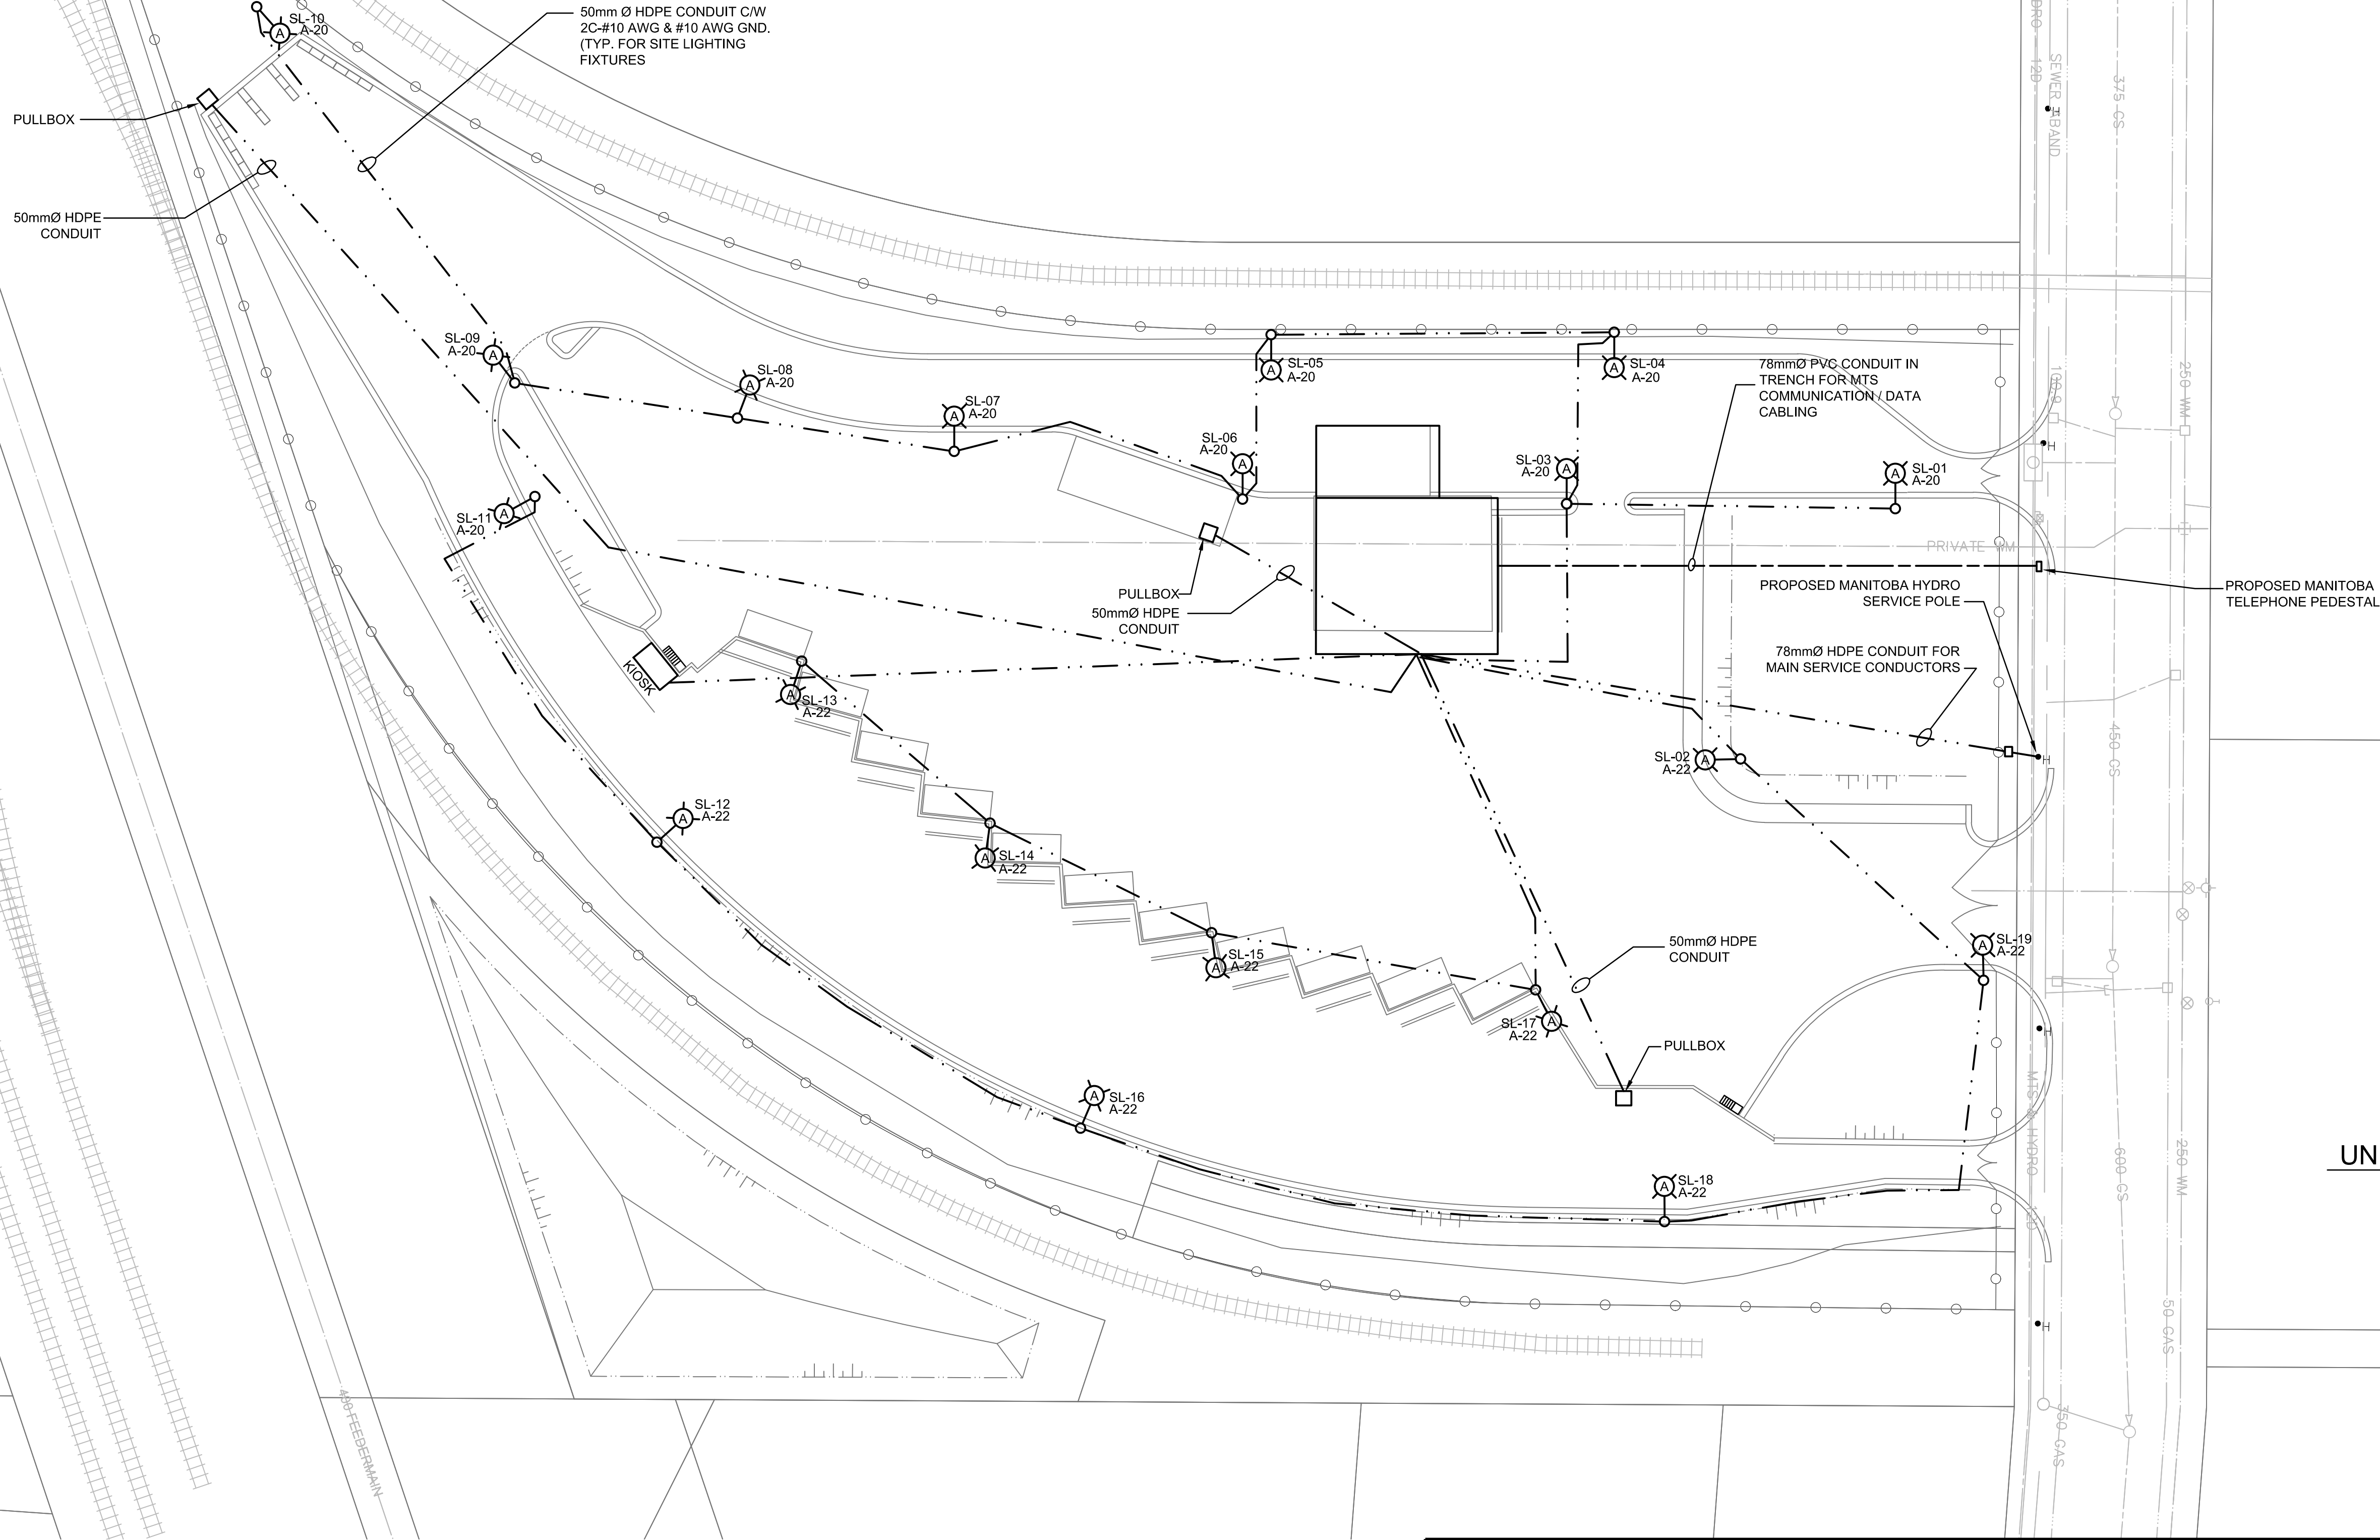 SL-10
A-20
50mm Ø HDPE CONDUIT C/W
2C-#10 AWG & #10 AWG GND.
(TYP. FOR SITE LIGHTING
FIXTURES
PULLBOX
50mmØ HDPE
CONDUIT
A
SL-09
A-20
A
SL-08
A-20
A
SL-07
A-20
A
SL-06
A-20
A
SL-05
A-20
A
SL-04
A-20
A
SL-03
A-20
A
SL-01
A-20
A
78mmØ PVC CONDUIT IN
TRENCH FOR MTS
COMMUNICATION / DATA
CABLING
SL-11
A-20
A
PULLBOX
50mmØ HDPE
CONDUIT
PRIVATE WM
PROPOSED MANITOBA HYDRO
SERVICE POLE
PROPOSED MANITOBA
TELEPHONE PEDESTAL
78mmØ HDPE CONDUIT FOR
MAIN SERVICE CONDUCTORS
KIOSK
SL-13
A-22
A
SL-02
A-22
A
SL-12
A-22
A
SL-14
A-22
A
SL-15
A-22
A
50mmØ HDPE
CONDUIT
SL-19
A-22
A
SL-17
A-22
A
PULLBOX
SL-16
A-22
A
SL-18
A-22
A
UN
DRO 12D
SEWER ABAND
375 CS
H
H
250 WM
H
450 CS
H
MTS & HYDRO 12D
600 CS
250 WM
H
50 GAS
350 GAS
400 FEEDERMAIN